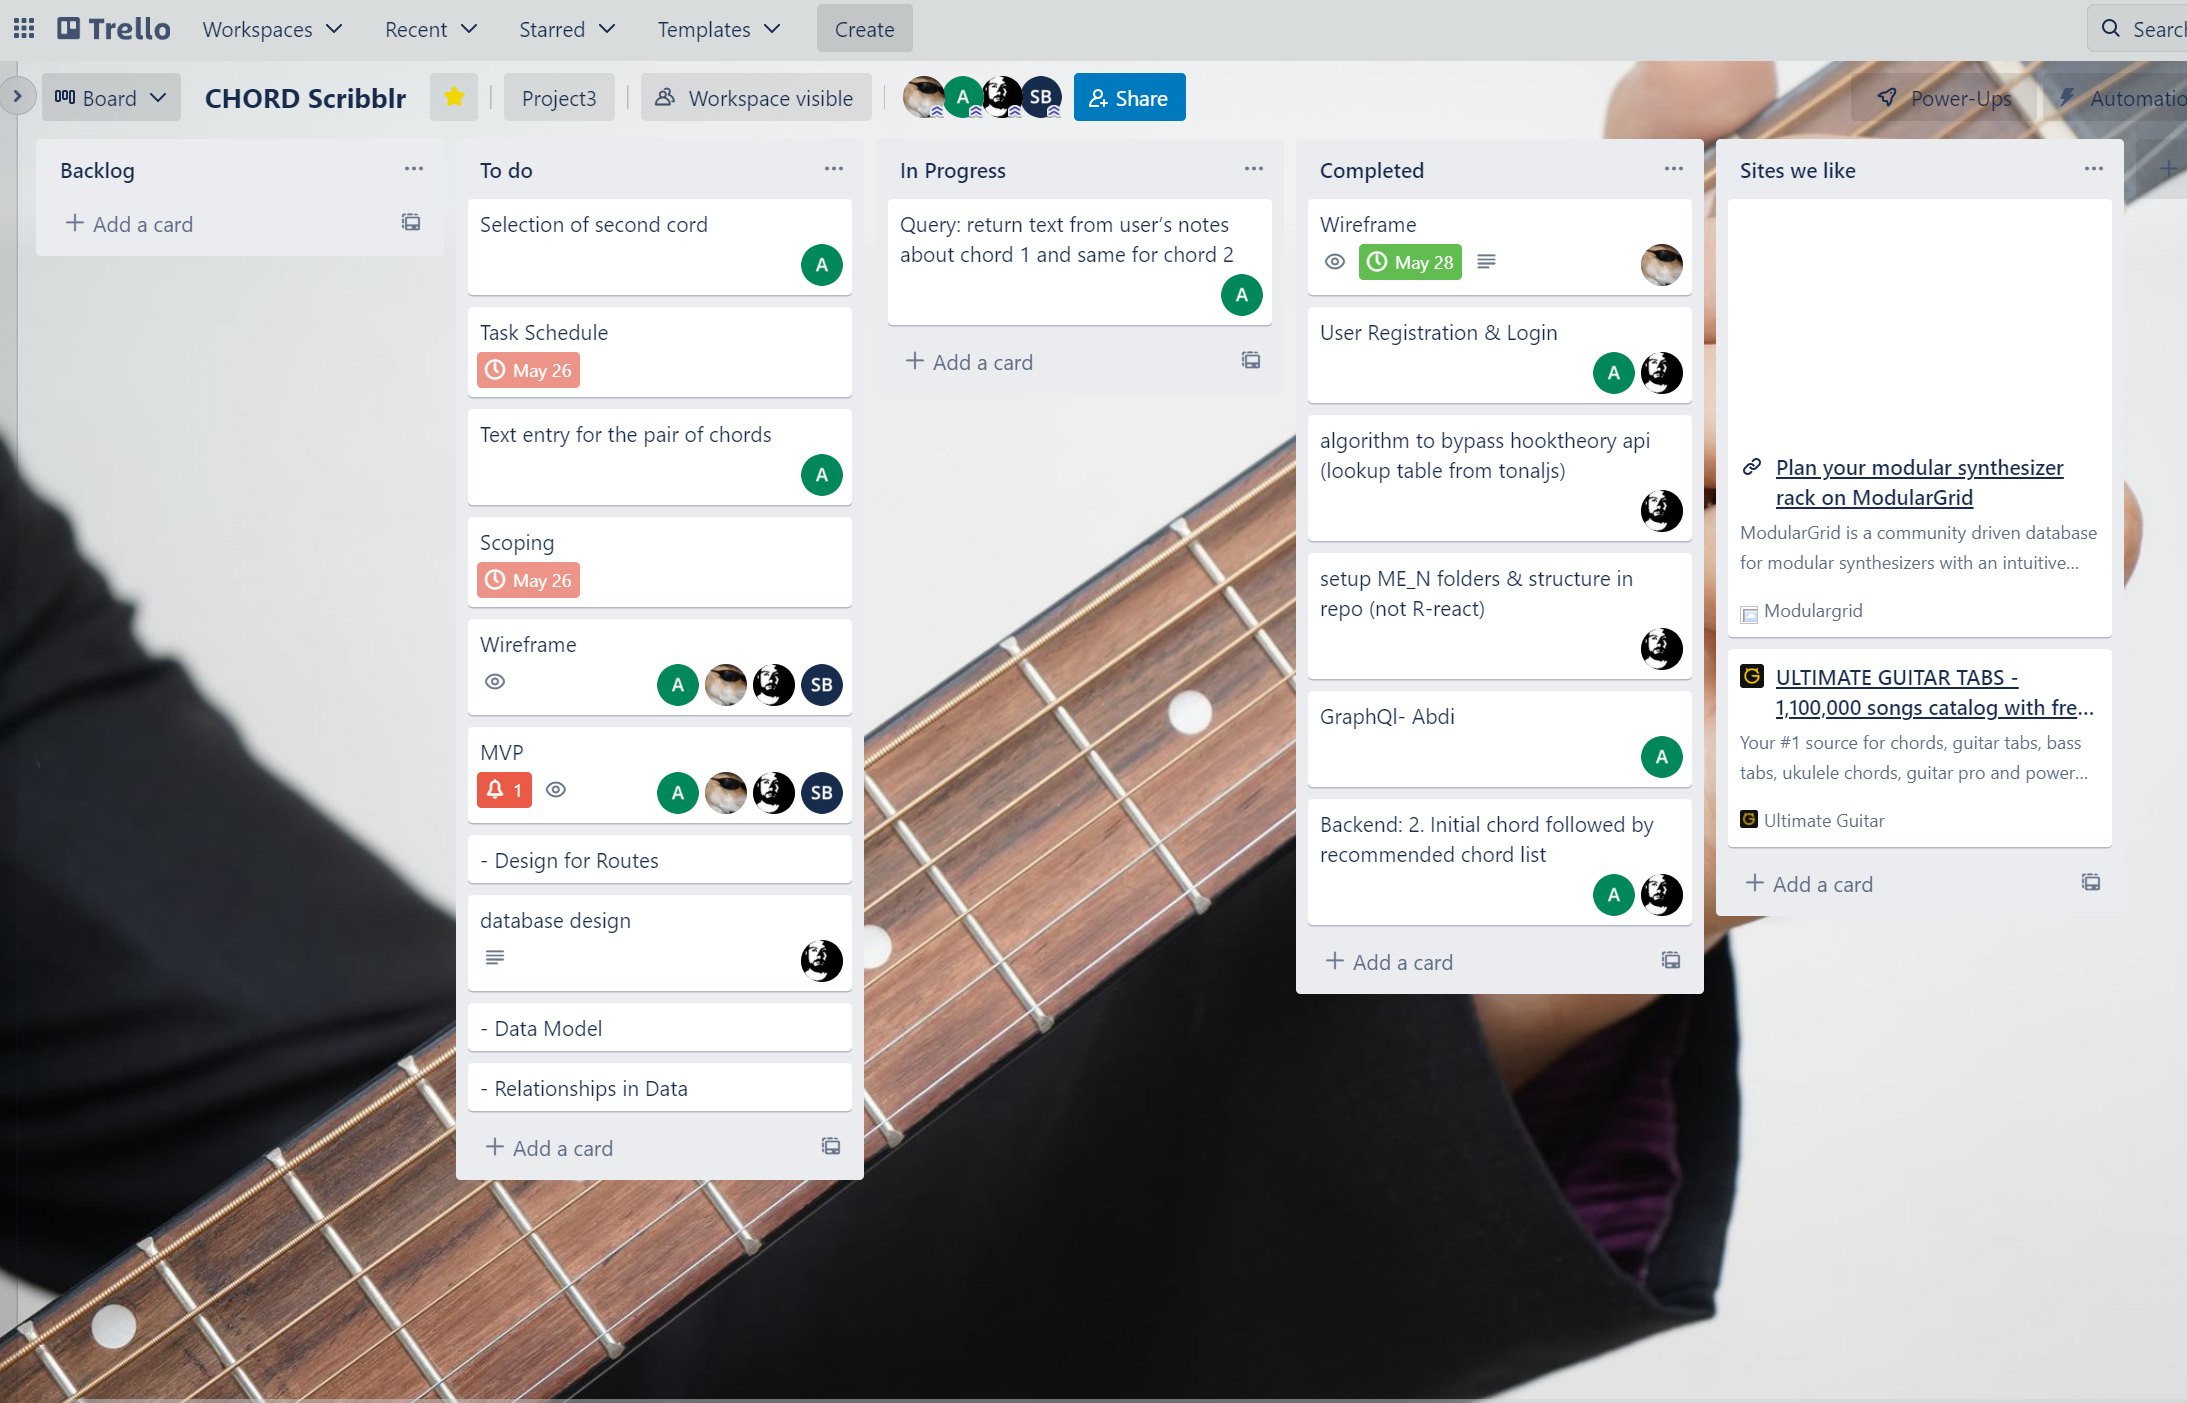 Trello
Workspaces
Recent
Starred
Templates
Create
Search
Board
CHORD Scribblr
Project3
Workspace visible
A
SB
Share
Power-Ups
Automatio
Backlog
Add a card
To do
Selection of second cord
A
Task Schedule
May 26
Text entry for the pair of chords
A
Scoping
May 26
Wireframe
A
SB
MVP
1
A
SB
- Design for Routes
database design
- Data Model
- Relationships in Data
Add a card
In Progress
Query: return text from user's notes
about chord 1 and same for chord 2
A
Add a card
Completed
Wireframe
May 28
User Registration & Login
A
algorithm to bypass hooktheory api
(lookup table from tonaljs)
setup ME_N folders & structure in
repo (not R-react)
GraphQl- Abdi
A
Backend: 2. Initial chord followed by
recommended chord list
A
Add a card
Sites we like
Plan your modular synthesizer
rack on ModularGrid
ModularGrid is a community driven database
for modular synthesizers with an intuitive...
Modulargrid
ULTIMATE GUITAR TABS -
1,100,000 songs catalog with fre...
Your #1 source for chords, guitar tabs, bass
tabs, ukulele chords, guitar pro and power...
Ultimate Guitar
Add a card